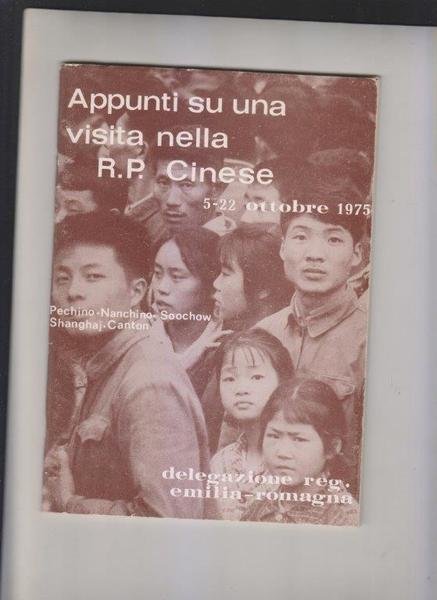 Appunti su una
visita nella
R.P. Cinese
5-22 ottobre 1975
Pechino-Nanchino-Soochow
Shanghaj-Canton
delegazione reg.
emilia-romagna